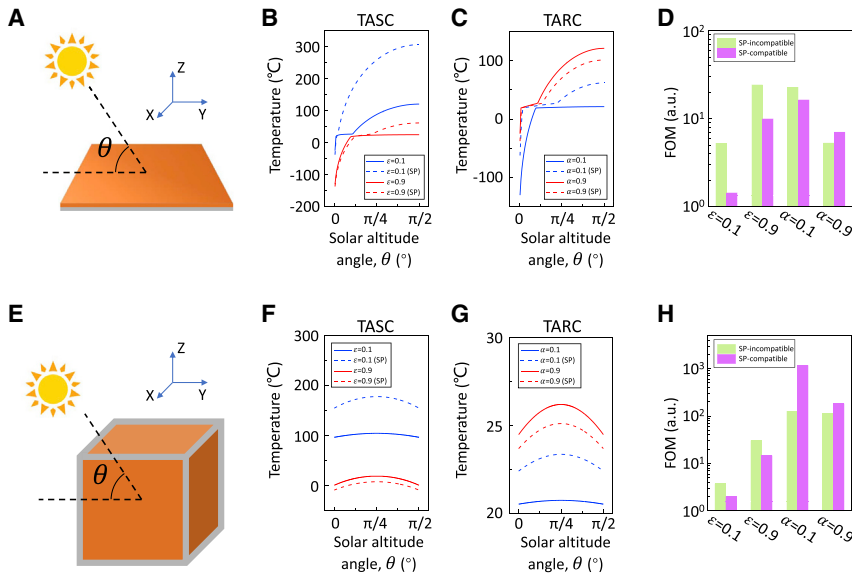 A
θ
Z
X
Y
B
TASC
Temperature (℃)
300
200
100
0
-100
-200
ε=0.1
ε=0.1 (SP)
ε=0.9
ε=0.9 (SP)
0
π/4
π/2
Solar altitude
angle, θ (°)
C
TARC
Temperature (℃)
100
0
-100
α=0.9
α=0.9 (SP)
α=0.1 (SP)
α=0.1
0
π/4
π/2
Solar altitude
angle, θ (°)
D
FOM (a.u.)
10²
10¹
10⁰
SP-incompatible
SP-compatible
ε=0.1
ε=0.9
α=0.1
α=0.9
E
θ
Z
X
Y
F
TASC
Temperature (℃)
300
200
100
0
ε=0.1
ε=0.1 (SP)
ε=0.9
ε=0.9 (SP)
0
π/4
π/2
Solar altitude
angle, θ (°)
G
TARC
Temperature (℃)
30
25
20
α=0.1
α=0.1 (SP)
α=0.9
α=0.9 (SP)
0
π/4
π/2
Solar altitude
angle, θ (°)
H
FOM (a.u.)
10³
10²
10¹
10⁰
SP-incompatible
SP-compatible
ε=0.1
ε=0.9
α=0.1
α=0.9